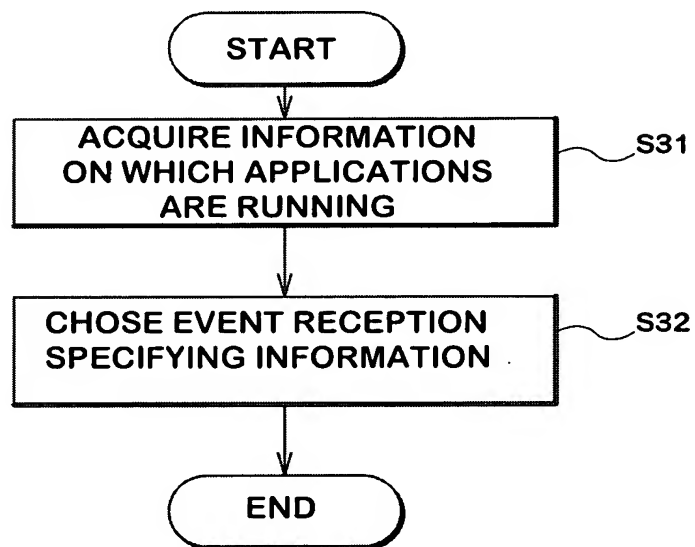 START
ACQUIRE INFORMATION
ON WHICH APPLICATIONS
ARE RUNNING
S31
CHOSE EVENT RECEPTION
SPECIFYING INFORMATION
S32
END